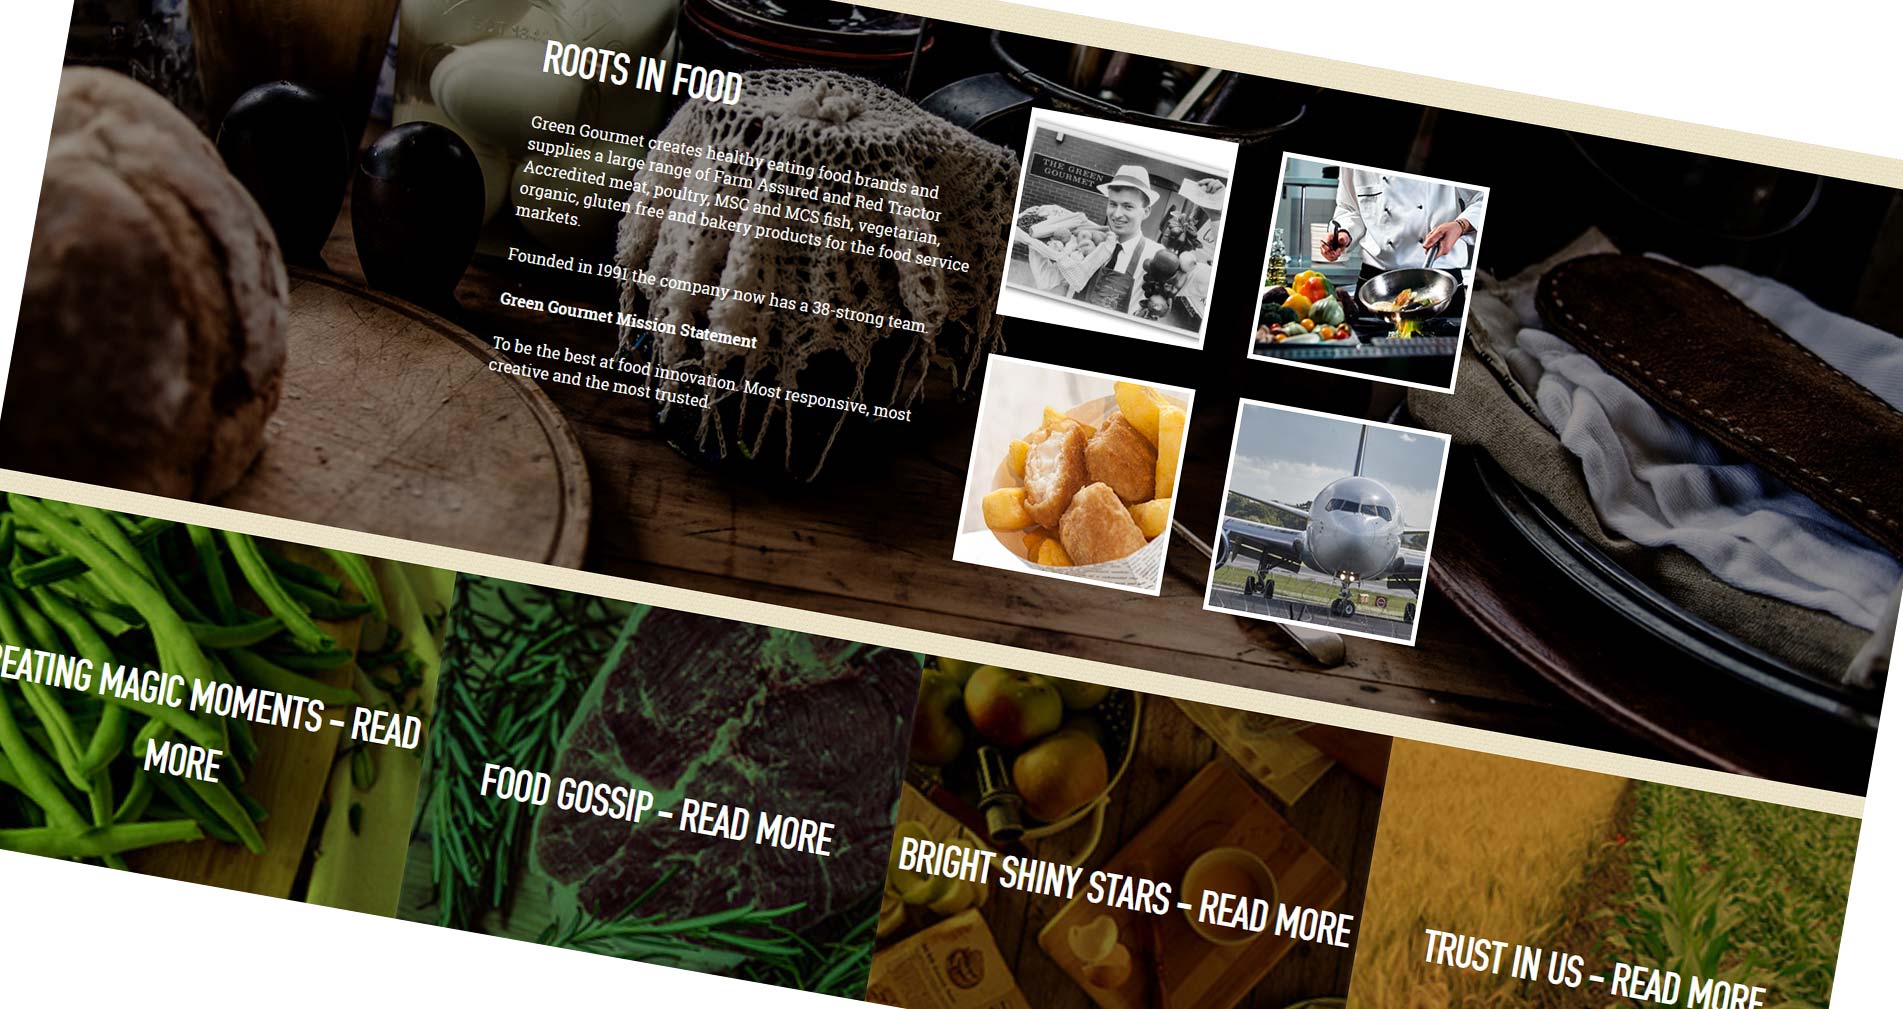 ROOTS IN FOOD
Green Gourmet creates healthy eating food brands and
supplies a large range of Farm Assured and Red Tractor
Accredited meat, poultry, MSC and MCS fish, vegetarian,
organic, gluten free and bakery products for the food service
markets.
Founded in 1991 the company now has a 38-strong team.
Green Gourmet Mission Statement
To be the best at food innovation. Most responsive, most
creative and the most trusted.
THE GREEN
GOURMET
EATING MAGIC MOMENTS - READ
MORE
FOOD GOSSIP - READ MORE
BRIGHT SHINY STARS - READ MORE
TRUST IN US - READ MORE